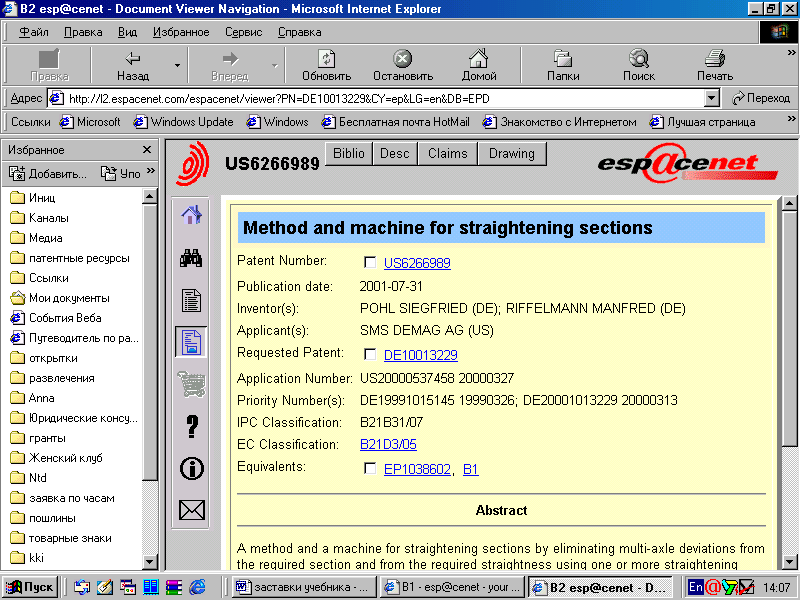 B2 esp@cenet - Document Viewer Navigation - Microsoft Internet Explorer
Файл Правка Вид Избранное Сервис Справка
Правка Назад Вперед Обновить Остановить Домой Папки Поиск Печать
Адрес http://l2.espacenet.com/espacenet/viewer?PN=DE10013229&CY=ep&LG=en&DB=EPD Переход
Ссылки Microsoft Windows Update Windows Бесплатная почта HotMail Знакомство с Интернетом Лучшая страница
Избранное
Добавить... Упо
Иниц
Каналы
Медиа
патентные ресурсы
Ссылки
Мои документы
События Веба
Путеводитель по ра...
открытки
развлечения
Anna
Юридические консу...
гранты
Женский клуб
Ntd
заявка по часам
пошлины
товарные знаки
kki
US6266989 Biblio Desc Claims Drawing esp@cenet
Method and machine for straightening sections
Patent Number: US6266989
Publication date: 2001-07-31
Inventor(s): POHL SIEGFRIED (DE); RIFFELMANN MANFRED (DE)
Applicant(s): SMS DEMAG AG (US)
Requested Patent: DE10013229
Application Number: US20000537458 20000327
Priority Number(s): DE19991015145 19990326; DE20001013229 20000313
IPC Classification: B21B31/07
EC Classification: B21D3/05
Equivalents: EP1038602, B1
Abstract
A method and a machine for straightening sections by eliminating multi-axle deviations from
the required section and from the required straightness using one or more straightening
Пуск заставки учебника - ... B1 - esp@cenet - your ... B2 esp@cenet - D... En 14:07